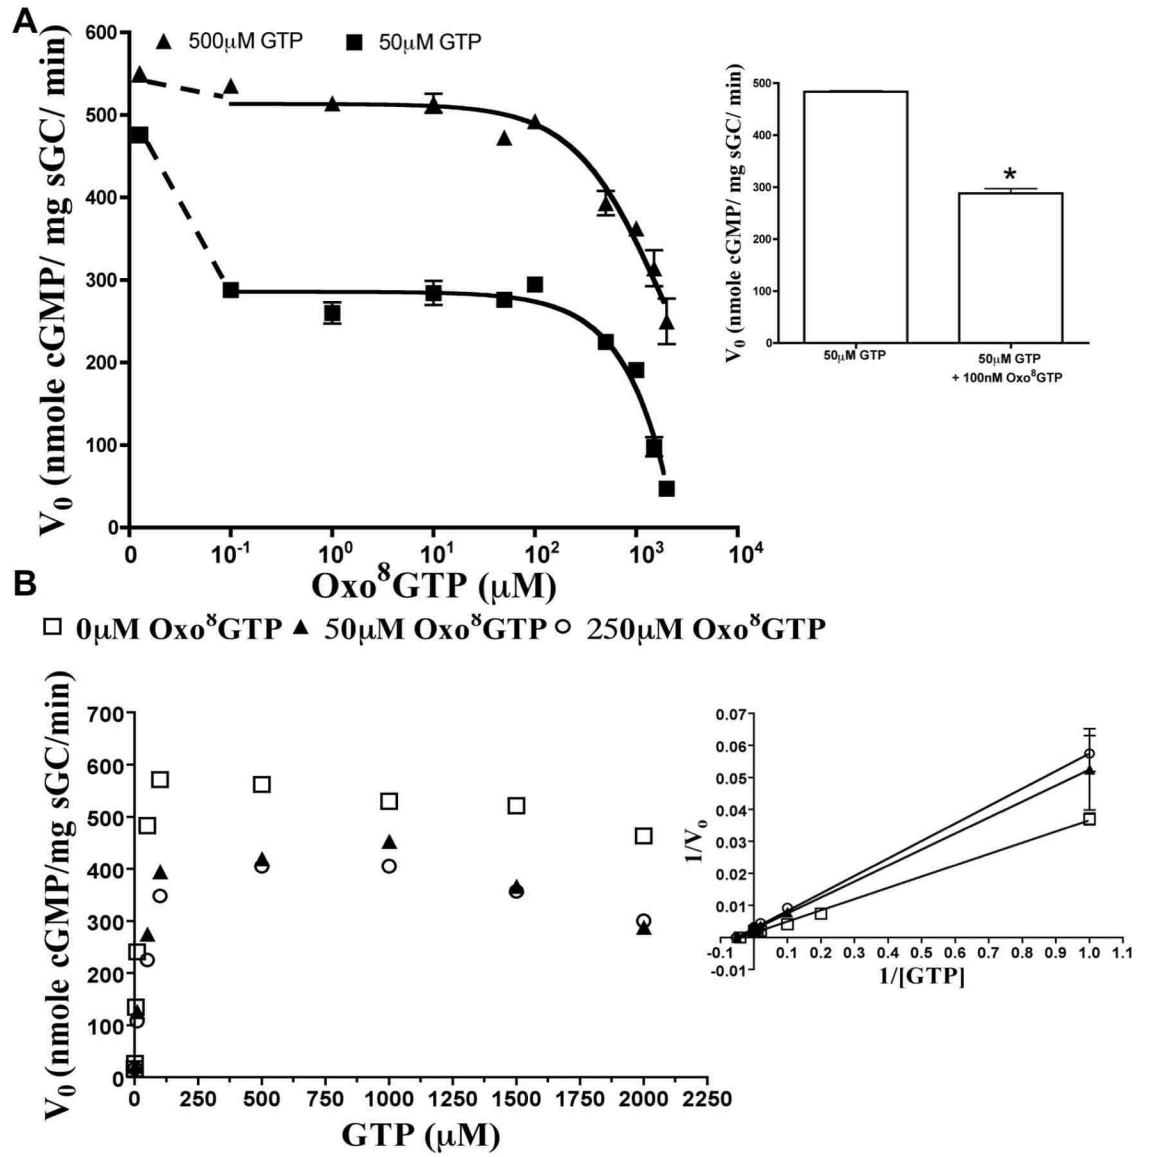 A
V₀ (nmole cGMP/ mg sGC/ min)
600
500
400
300
200
100
0
▲ 500μM GTP ■ 50μM GTP
0 10⁻¹ 10⁰ 10¹ 10² 10³ 10⁴
Oxo⁸GTP (μM)
V₀ (nmole cGMP/ mg sGC/ min)
500
400
300
200
100
0
*
50μM GTP 50μM GTP
+ 100nM Oxo⁸GTP
B
□ 0μM Oxo⁸GTP ▲ 50μM Oxo⁸GTP ○ 250μM Oxo⁸GTP
V₀ (nmole cGMP/mg sGC/min)
700
600
500
400
300
200
100
0
0 250 500 750 1000 1250 1500 1750 2000 2250
GTP (μM)
1/V₀
0.07
0.06
0.05
0.04
0.03
0.02
0.01
-0.01
-0.1 0.1 0.2 0.3 0.4 0.5 0.6 0.7 0.8 0.9 1.0 1.1
1/[GTP]